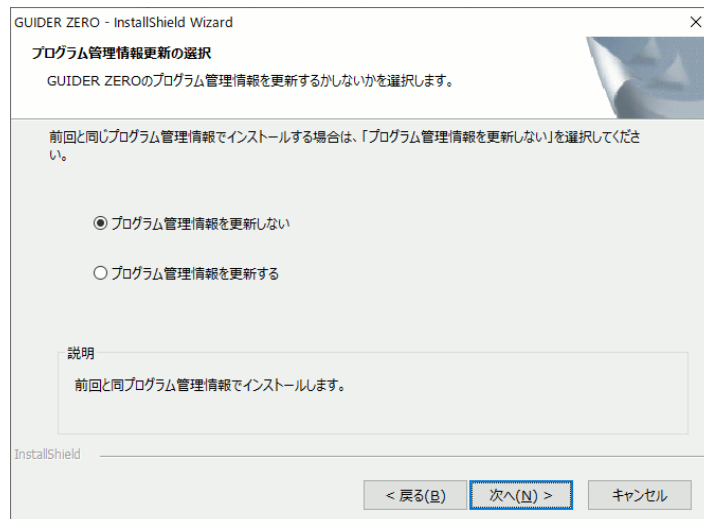 GUIDER ZERO - InstallShield Wizard
プログラム管理情報更新の選択
GUIDER ZEROのプログラム管理情報を更新するかしないかを選択します。
前回と同じプログラム管理情報でインストールする場合は、「プログラム管理情報を更新しない」を選択してくださ
い。
プログラム管理情報を更新しない
プログラム管理情報を更新する
説明
前回と同プログラム管理情報でインストールします。
InstallShield
< 戻る(B) 次へ(N) > キャンセル